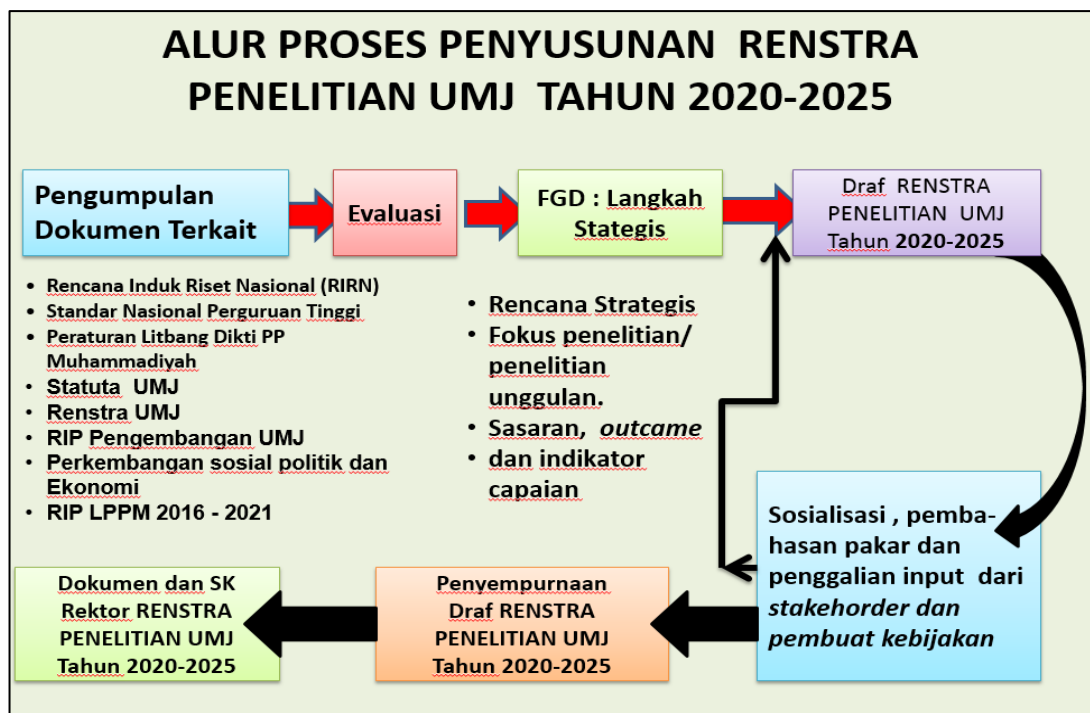 ALUR PROSES PENYUSUNAN RENSTRA
PENELITIAN UMJ TAHUN 2020-2025
Pengumpulan
Dokumen Terkait
Evaluasi
FGD : Langkah
Stategis
Draf RENSTRA
PENELITIAN UMJ
Tahun 2020-2025
• Rencana Induk Riset Nasional (RIRN)
• Standar Nasional Perguruan Tinggi
• Peraturan Litbang Dikti PP
Muhammadiyah
• Statuta UMJ
• Renstra UMJ
• RIP Pengembangan UMJ
• Perkembangan sosial politik dan
Ekonomi
• RIP LPPM 2016 - 2021
• Rencana Strategis
• Fokus penelitian/
penelitian
unggulan.
• Sasaran, outcame
• dan indikator
capaian
Sosialisasi , pemba-
hasan pakar dan
penggalian input dari
stakehorder dan
pembuat kebijakan
Penyempurnaan
Draf RENSTRA
PENELITIAN UMJ
Tahun 2020-2025
Dokumen dan SK
Rektor RENSTRA
PENELITIAN UMJ
Tahun 2020-2025